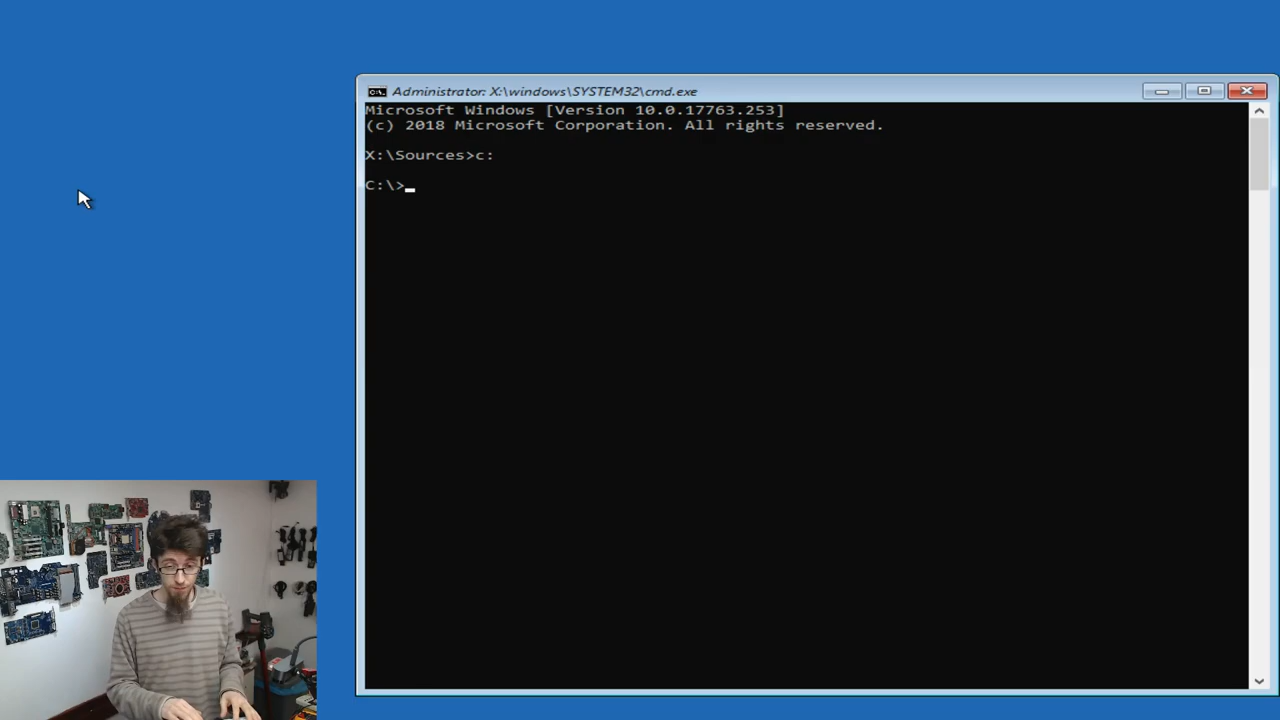 Administrator: X:\windows\SYSTEM32\cmd.exe
Microsoft Windows [Version 10.0.17763.253]
(c) 2018 Microsoft Corporation. All rights reserved.
X:\Sources>c:
C:\>